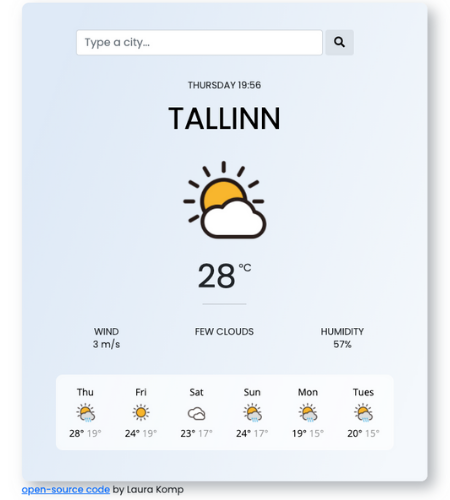 Type a city...
THURSDAY 19:56
TALLINN
28 °C
WIND FEW CLOUDS HUMIDITY
3 m/s 57%
Thu Fri Sat Sun Mon Tues
28° 19° 24° 19° 23° 17° 24° 17° 19° 15° 20° 15°
open-source code by Laura Komp